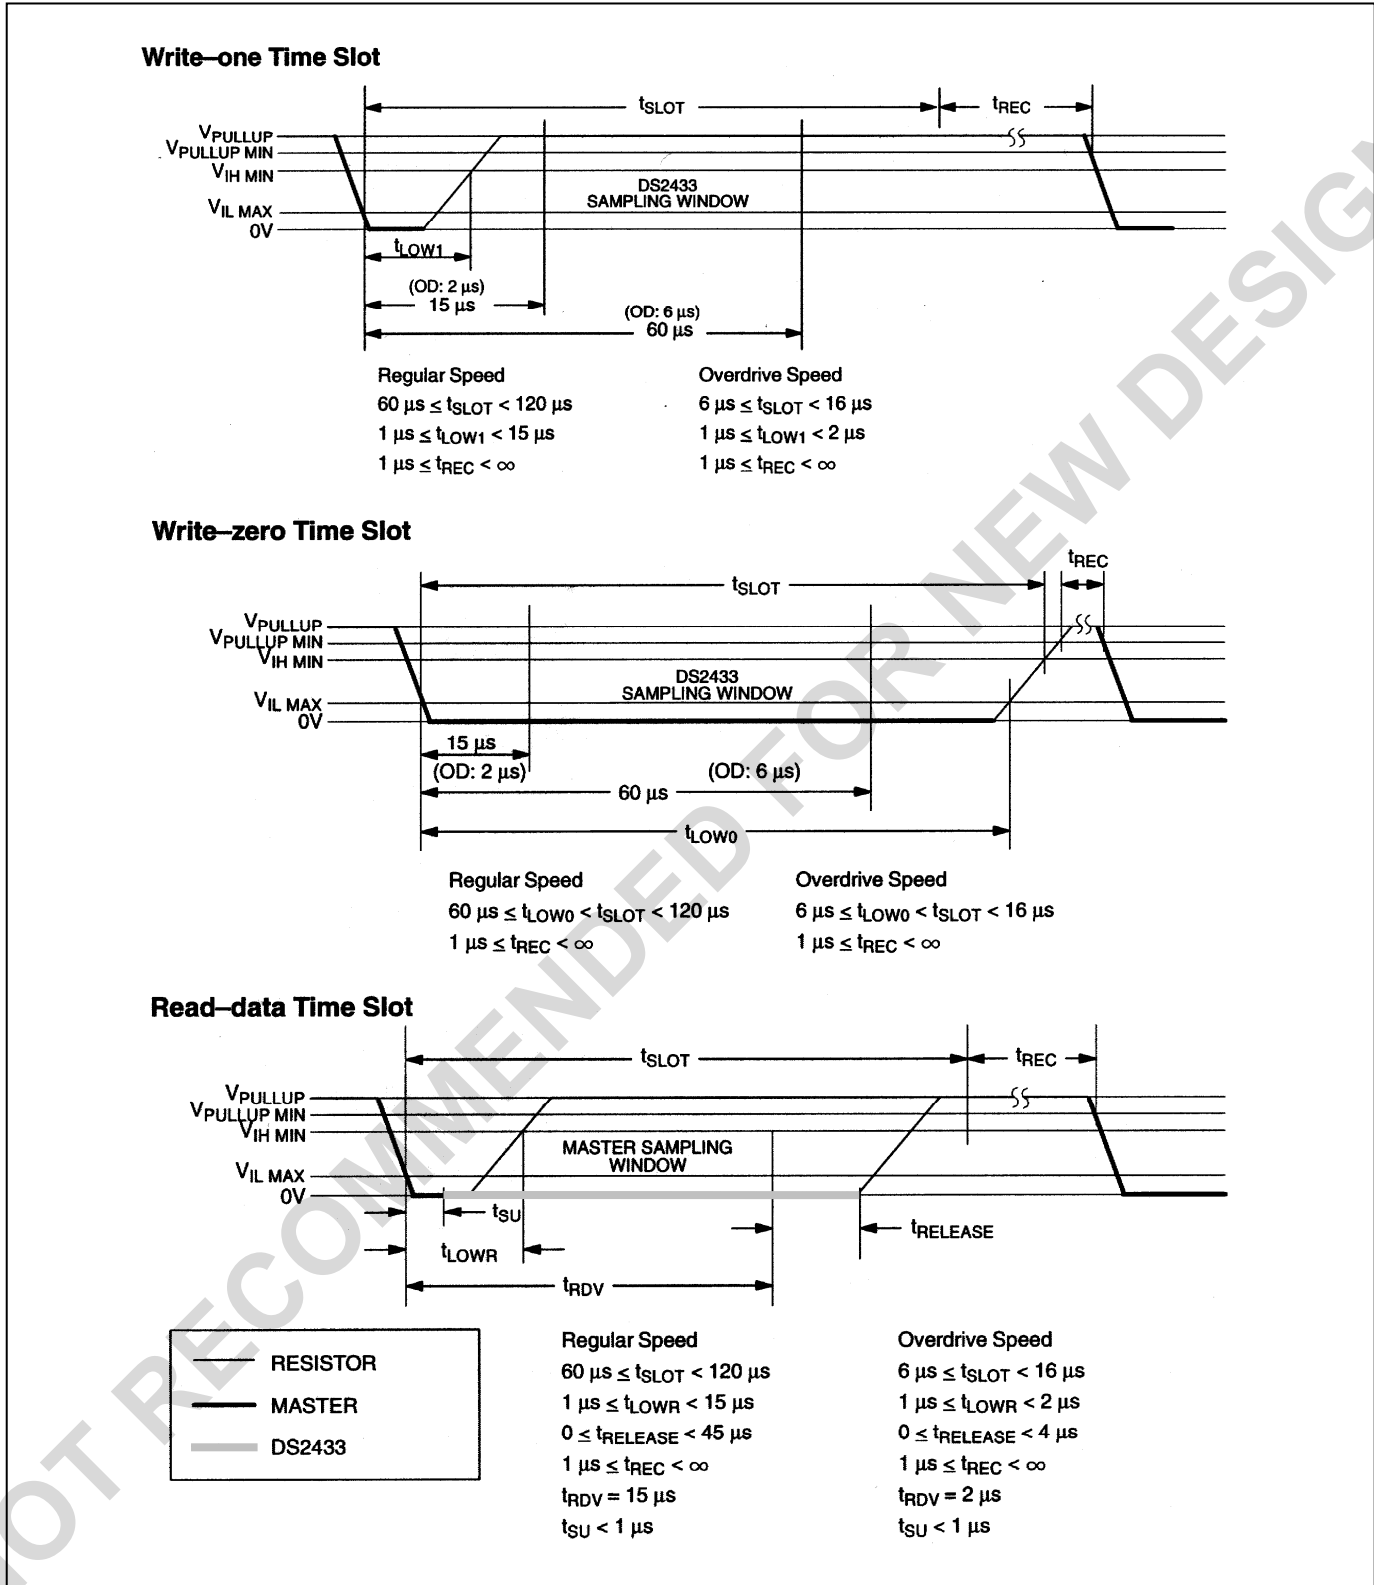 Write–one Time Slot
tSLOT
tREC
VPULLUP
VPULLUP MIN
VIH MIN
DS2433
SAMPLING WINDOW
VIL MAX
0V
tLOW1
(OD: 2 µs)
15 µs
(OD: 6 µs)
60 µs
Regular Speed
60 µs ≤ tSLOT < 120 µs
1 µs ≤ tLOW1 < 15 µs
1 µs ≤ tREC < ∞
Overdrive Speed
6 µs ≤ tSLOT < 16 µs
1 µs ≤ tLOW1 < 2 µs
1 µs ≤ tREC < ∞
Write–zero Time Slot
tREC
tSLOT
VPULLUP
VPULLUP MIN
VIH MIN
DS2433
SAMPLING WINDOW
VIL MAX
0V
15 µs
(OD: 2 µs)
(OD: 6 µs)
60 µs
tLOW0
Regular Speed
60 µs ≤ tLOW0 < tSLOT < 120 µs
1 µs ≤ tREC < ∞
Overdrive Speed
6 µs ≤ tLOW0 < tSLOT < 16 µs
1 µs ≤ tREC < ∞
Read–data Time Slot
tSLOT
tREC
VPULLUP
VPULLUP MIN
VIH MIN
MASTER SAMPLING
WINDOW
VIL MAX
0V
tSU
tRELEASE
tLOWR
tRDV
RESISTOR
MASTER
DS2433
Regular Speed
60 µs ≤ tSLOT < 120 µs
1 µs ≤ tLOWR < 15 µs
0 ≤ tRELEASE < 45 µs
1 µs ≤ tREC < ∞
tRDV = 15 µs
tSU < 1 µs
Overdrive Speed
6 µs ≤ tSLOT < 16 µs
1 µs ≤ tLOWR < 2 µs
0 ≤ tRELEASE < 4 µs
1 µs ≤ tREC < ∞
tRDV = 2 µs
tSU < 1 µs
NOT RECOMMENDED FOR NEW DESIGN